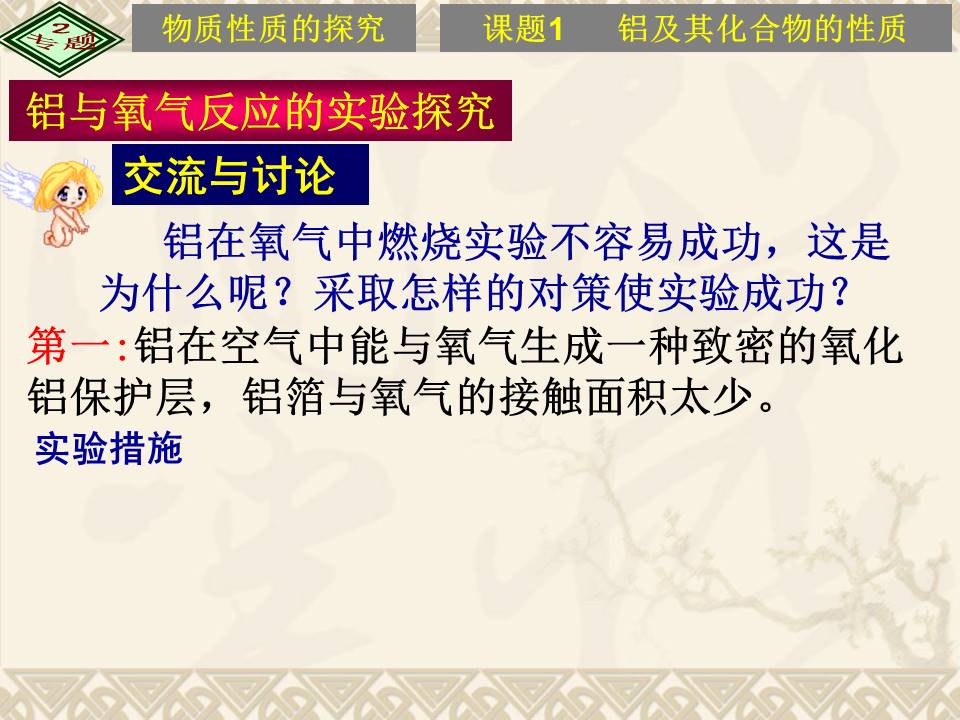 2
专题
物质性质的探究
课题1 铝及其化合物的性质
铝与氧气反应的实验探究
交流与讨论
铝在氧气中燃烧实验不容易成功，这是
为什么呢？采取怎样的对策使实验成功？
第一:铝在空气中能与氧气生成一种致密的氧化
铝保护层，铝箔与氧气的接触面积太少。
实验措施